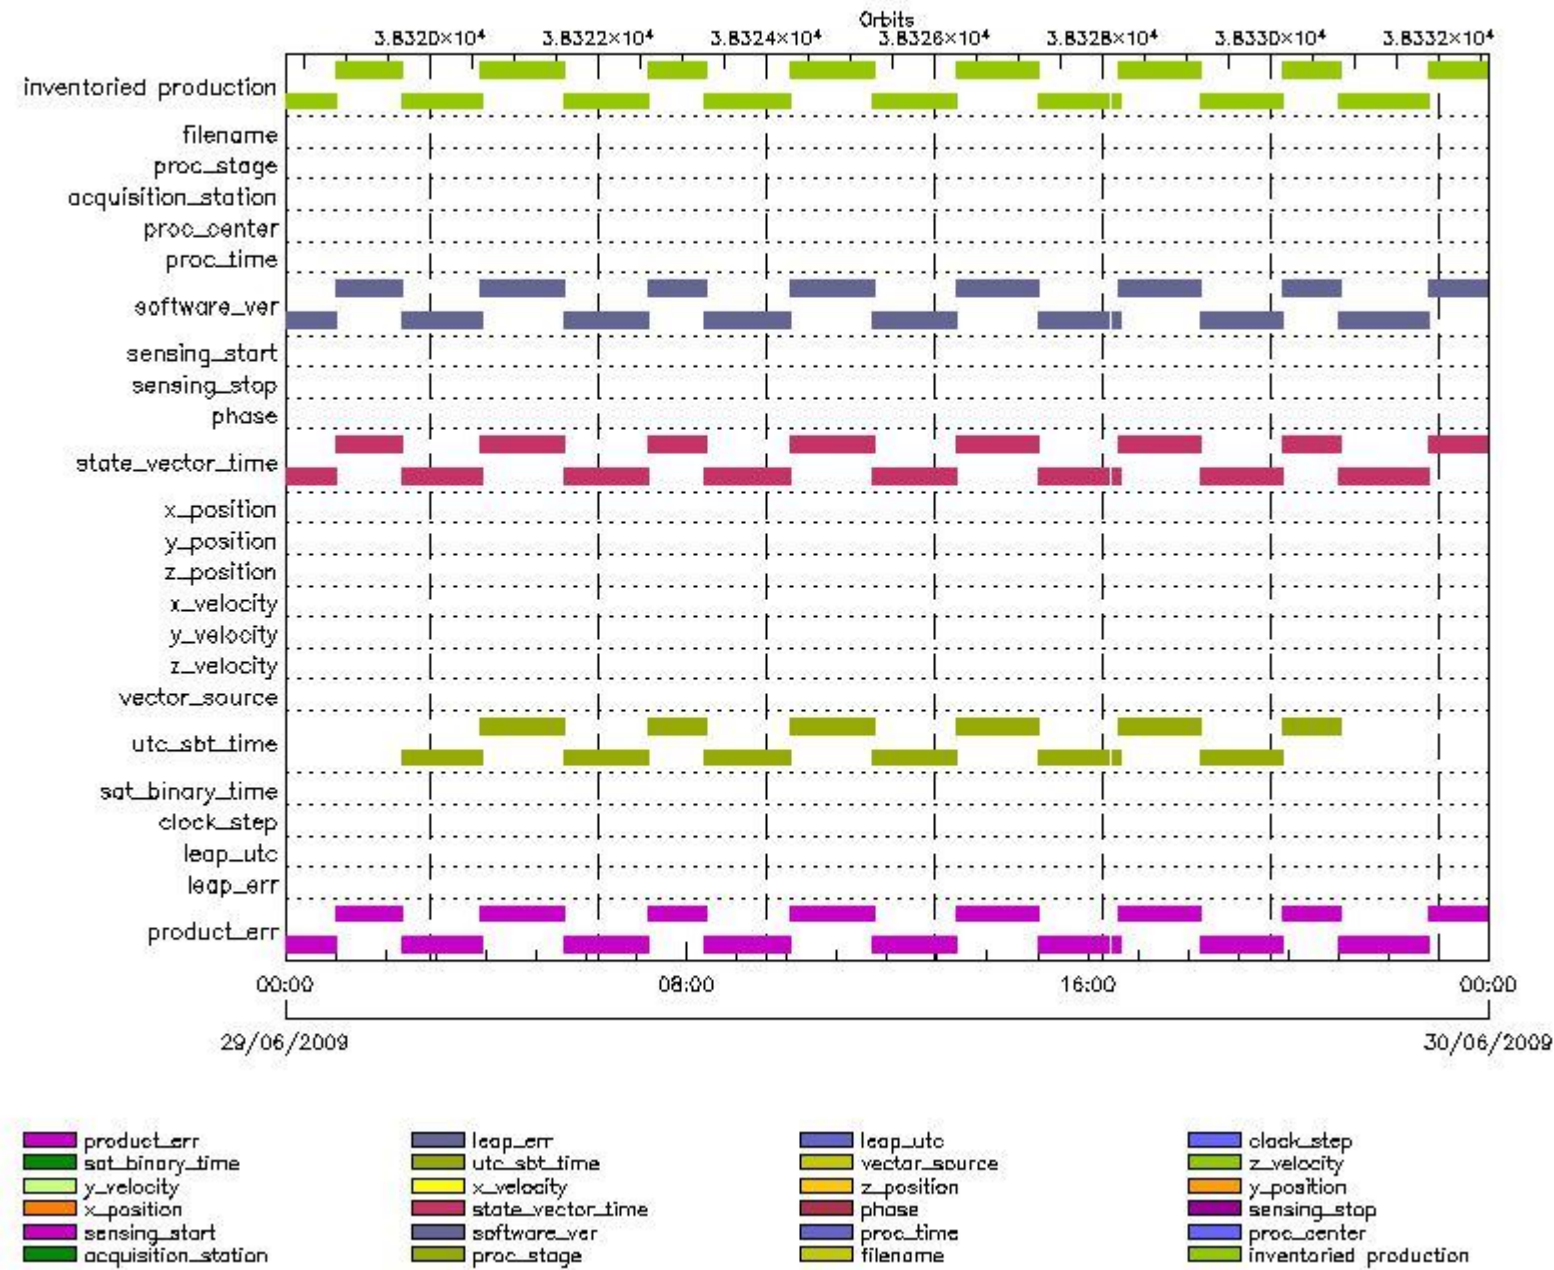 Orbits
3.8320×10⁴ 3.8322×10⁴ 3.8324×10⁴ 3.8326×10⁴ 3.8328×10⁴ 3.8330×10⁴ 3.8332×10⁴
inventoried production
filename
proc_stage
acquisition_station
proc_center
proc_time
software_ver
sensing_start
sensing_stop
phase
state_vector_time
x_position
y_position
z_position
x_velocity
y_velocity
z_velocity
vector_source
utc_sbt_time
sat_binary_time
clock_step
leap_utc
leap_err
product_err
00:00 08:00 16:00 00:00
29/06/2009 30/06/2009
product_err leap_err leap_utc clock_step
sat_binary_time utc_sbt_time vector_source z_velocity
y_velocity x_velocity z_position y_position
x_position state_vector_time phase sensing_stop
sensing_start software_ver proc_time proc_center
acquisition_station proc_stage filename inventoried production